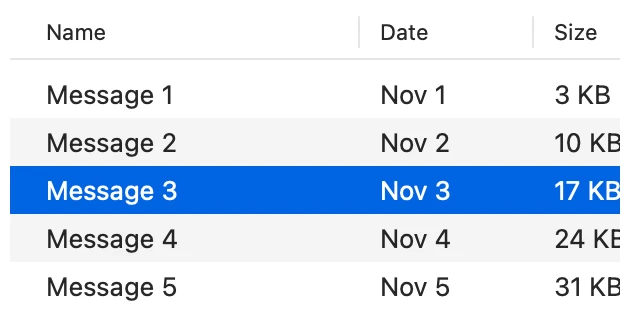 Name Date Size
Message 1 Nov 1 3 KB
Message 2 Nov 2 10 KB
Message 3 Nov 3 17 KB
Message 4 Nov 4 24 KB
Message 5 Nov 5 31 KB